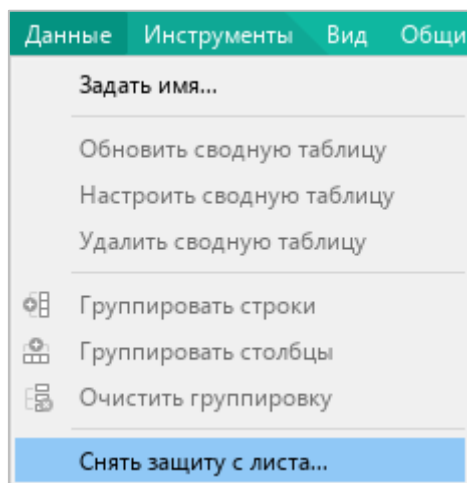 Данные Инструменты Вид Общи
Задать имя...
Обновить сводную таблицу
Настроить сводную таблицу
Удалить сводную таблицу
Группировать строки
Группировать столбцы
Очистить группировку
Снять защиту с листа...